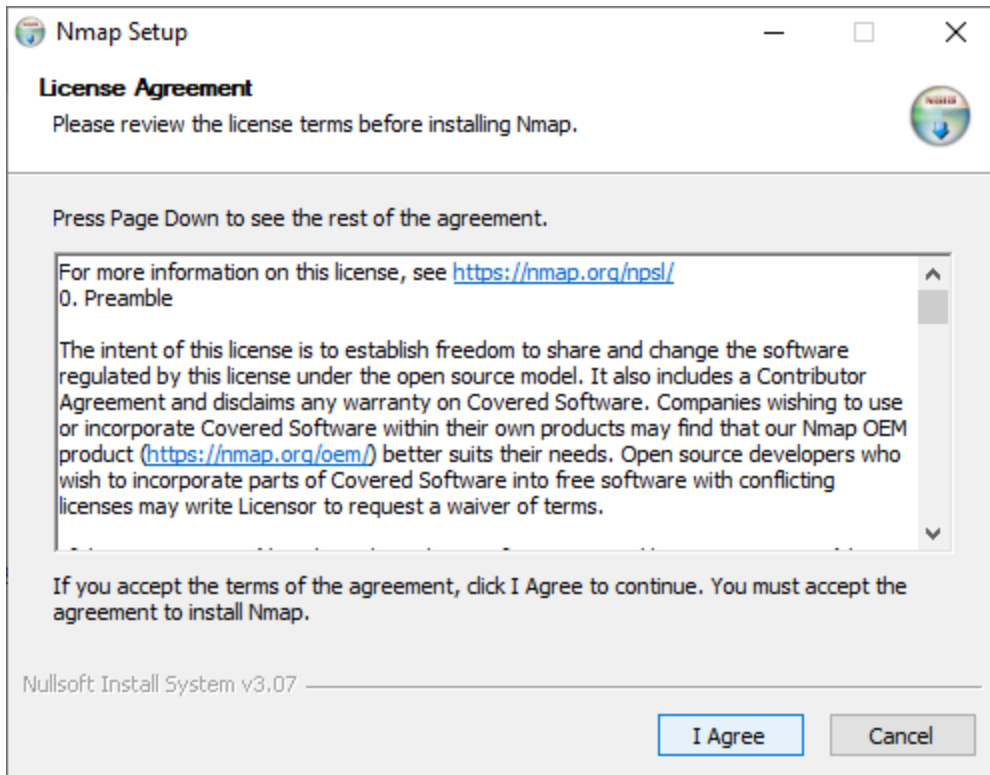 Nmap Setup
License Agreement
Please review the license terms before installing Nmap.
Press Page Down to see the rest of the agreement.
For more information on this license, see https://nmap.org/npsl/
0. Preamble
The intent of this license is to establish freedom to share and change the software
regulated by this license under the open source model. It also includes a Contributor
Agreement and disclaims any warranty on Covered Software. Companies wishing to use
or incorporate Covered Software within their own products may find that our Nmap OEM
product (https://nmap.org/oem/) better suits their needs. Open source developers who
wish to incorporate parts of Covered Software into free software with conflicting
licenses may write Licensor to request a waiver of terms.
If you accept the terms of the agreement, click I Agree to continue. You must accept the
agreement to install Nmap.
Nullsoft Install System v3.07
I Agree
Cancel